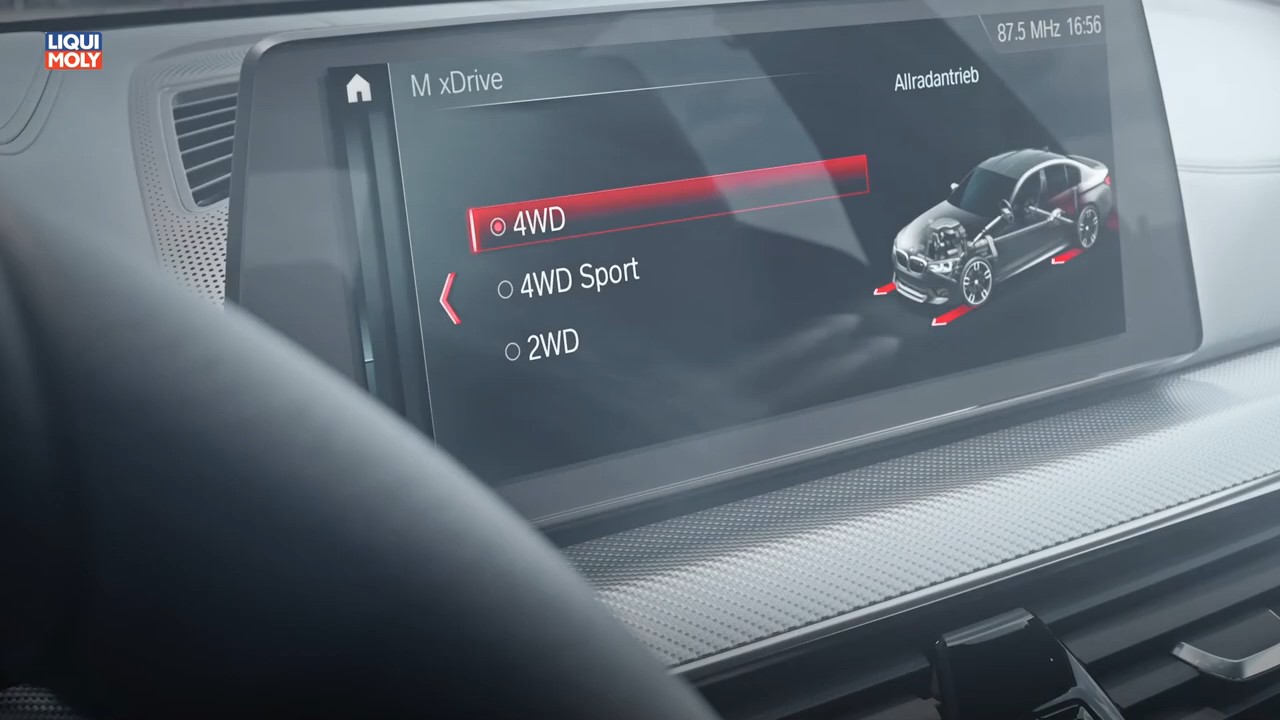 LIQUI
MOLY
87.5 MHz 16:56
M xDrive
Allradantrieb
4WD
4WD Sport
2WD